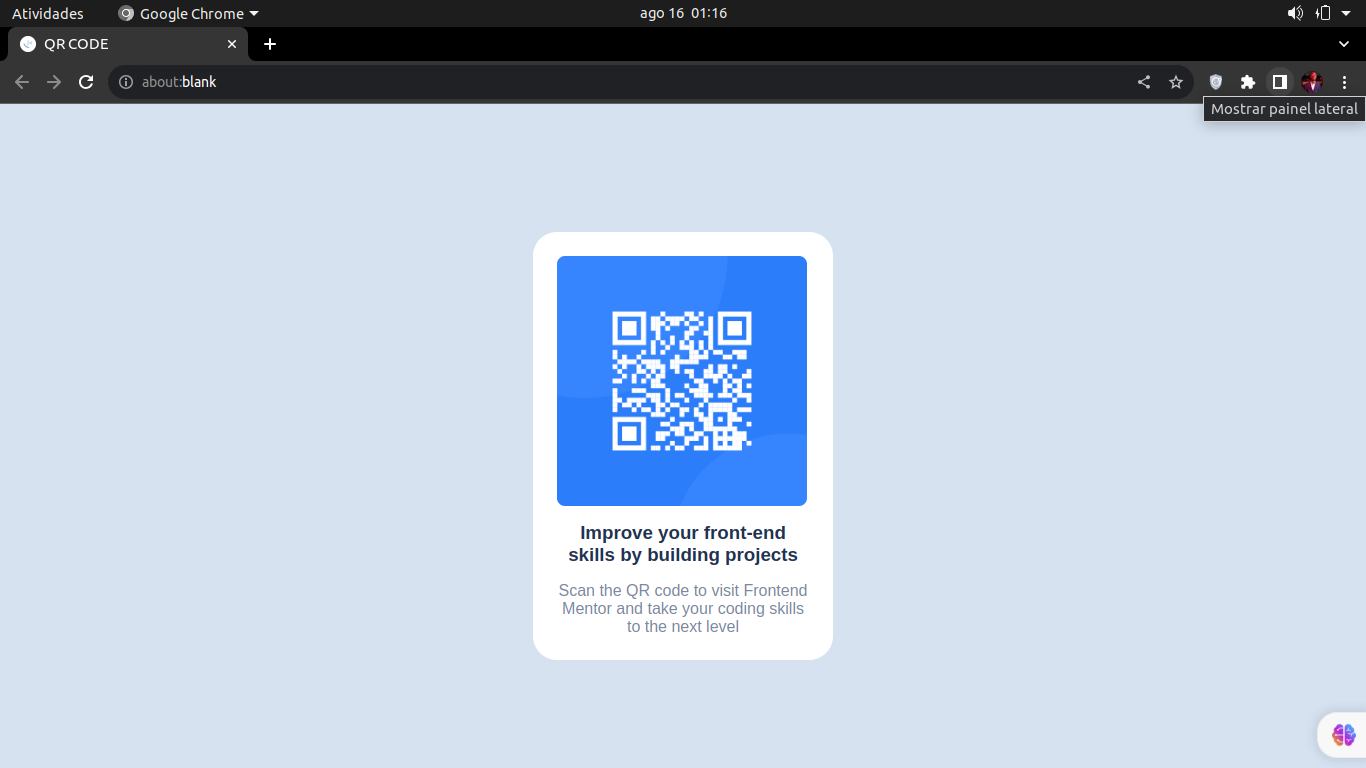 Atividades Google Chrome ago 16 01:16
QR CODE
about:blank
Mostrar painel lateral
Improve your front-end
skills by building projects
Scan the QR code to visit Frontend
Mentor and take your coding skills
to the next level